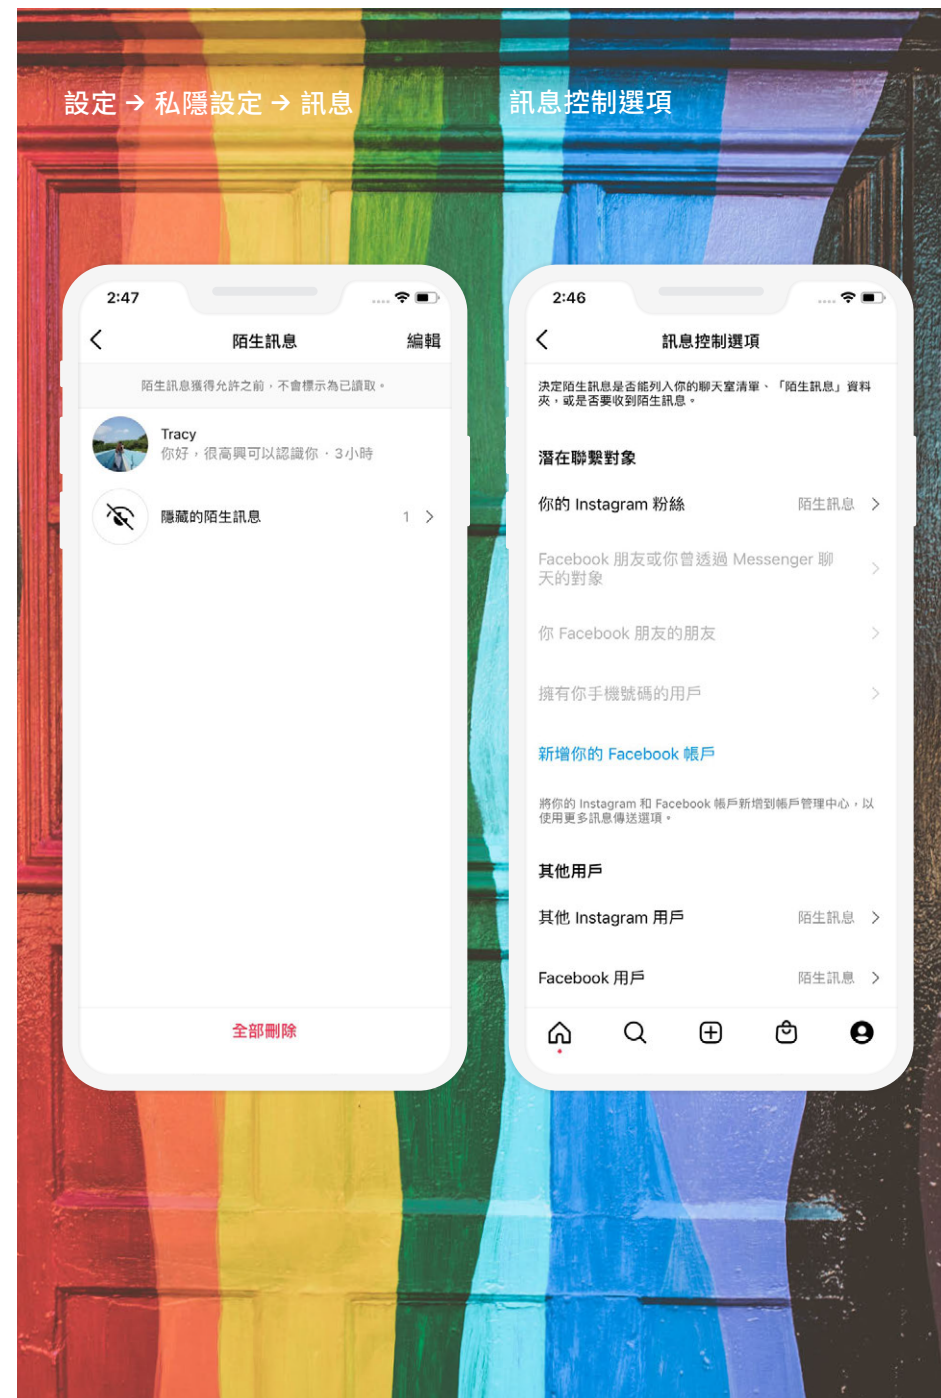 設定 → 私隱設定 → 訊息
訊息控制選項
2:47
陌生訊息
編輯
陌生訊息獲得允許之前，不會標示為已讀取。
Tracy
你好，很高興可以認識你 · 3小時
隱藏的陌生訊息
1
全部刪除
2:46
訊息控制選項
決定陌生訊息是否能列入你的聊天室清單、「陌生訊息」資料
夾，或是否要收到陌生訊息。
潛在聯繫對象
你的 Instagram 粉絲
陌生訊息
Facebook 朋友或你曾透過 Messenger 聊
天的對象
你 Facebook 朋友的朋友
擁有你手機號碼的用戶
新增你的 Facebook 帳戶
將你的 Instagram 和 Facebook 帳戶新增到帳戶管理中心，以
使用更多訊息傳送選項。
其他用戶
其他 Instagram 用戶
陌生訊息
Facebook 用戶
陌生訊息